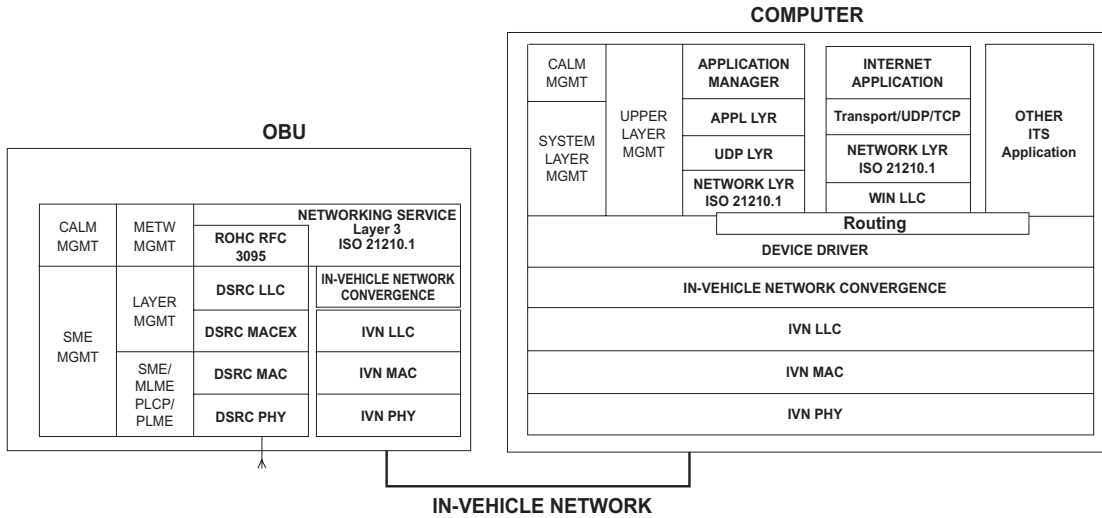 COMPUTER
CALM
MGMT
SYSTEM
LAYER
MGMT
UPPER
LAYER
MGMT
APPLICATION
MANAGER
APPL LYR
UDP LYR
NETWORK LYR
ISO 21210.1
INTERNET
APPLICATION
Transport/UDP/TCP
NETWORK LYR
ISO 21210.1
WIN LLC
OTHER
ITS
Application
Routing
DEVICE DRIVER
IN-VEHICLE NETWORK CONVERGENCE
IVN LLC
IVN MAC
IVN PHY
OBU
CALM
MGMT
METW
MGMT
NETWORKING SERVICE
Layer 3
ISO 21210.1
ROHC RFC
3095
SME
MGMT
LAYER
MGMT
SME/
MLME
PLCP/
PLME
DSRC LLC
DSRC MACEX
DSRC MAC
DSRC PHY
IN-VEHICLE NETWORK
CONVERGENCE
IVN LLC
IVN MAC
IVN PHY
IN-VEHICLE NETWORK